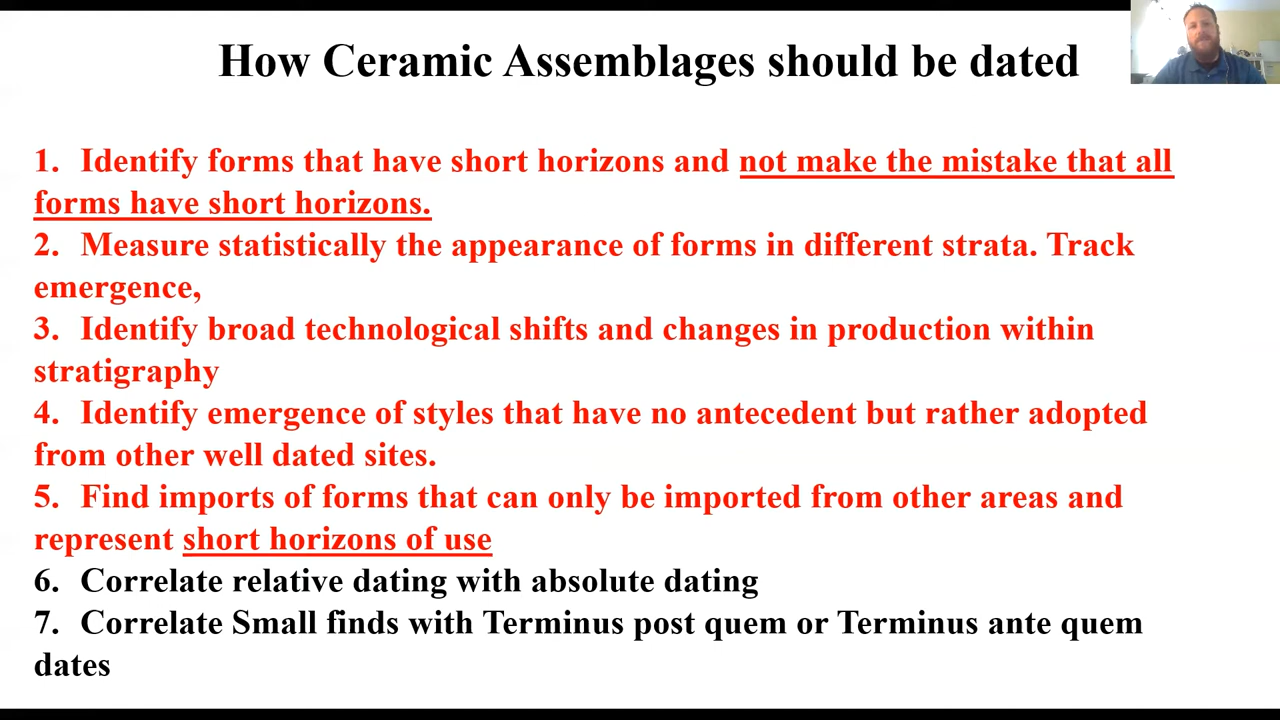 How Ceramic Assemblages should be dated
1. Identify forms that have short horizons and not make the mistake that all
forms have short horizons.
2. Measure statistically the appearance of forms in different strata. Track
emergence,
3. Identify broad technological shifts and changes in production within
stratigraphy
4. Identify emergence of styles that have no antecedent but rather adopted
from other well dated sites.
5. Find imports of forms that can only be imported from other areas and
represent short horizons of use
6. Correlate relative dating with absolute dating
7. Correlate Small finds with Terminus post quem or Terminus ante quem
dates